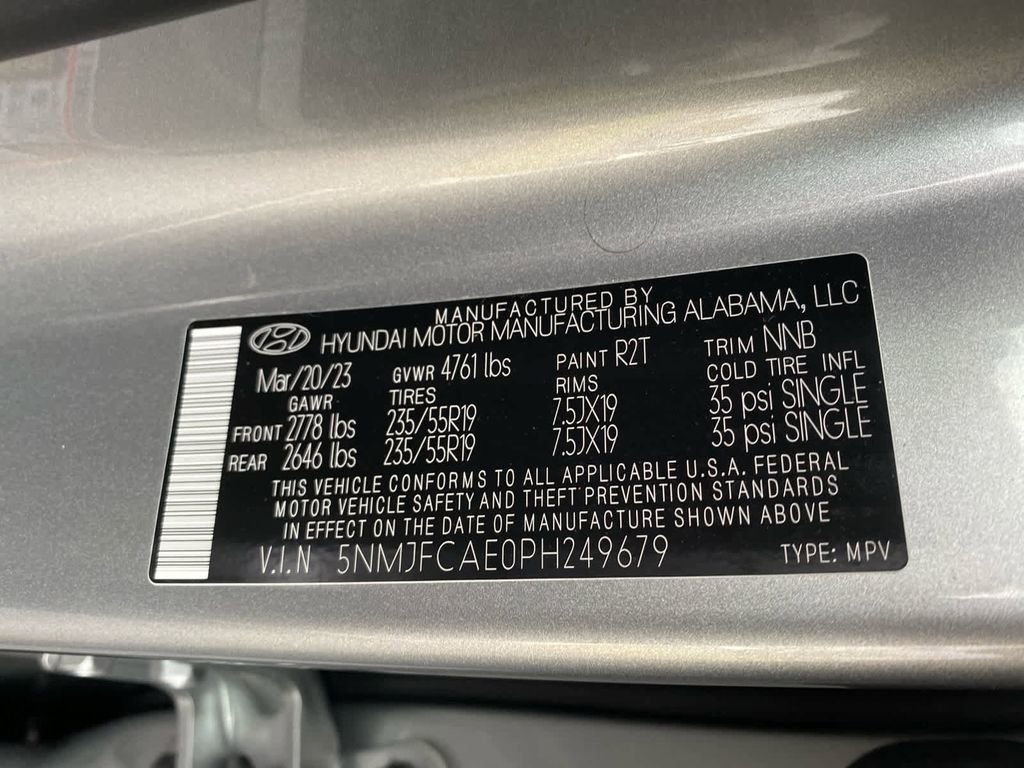 MANUFACTURED BY
HYUNDAI MOTOR MANUFACTURING ALABAMA, LLC
Mar/20/23 GVWR 4761 lbs PAINT R2T TRIM NNB
GAWR TIRES RIMS COLD TIRE INFL
FRONT 2778 lbs 235/55R19 7.5JX19 35 psi SINGLE
REAR 2646 lbs 235/55R19 7.5JX19 35 psi SINGLE
THIS VEHICLE CONFORMS TO ALL APPLICABLE U.S.A. FEDERAL
MOTOR VEHICLE SAFETY AND THEFT PREVENTION STANDARDS
IN EFFECT ON THE DATE OF MANUFACTURE SHOWN ABOVE
V.I.N 5NMJFCAE0PH249679 TYPE: MPV